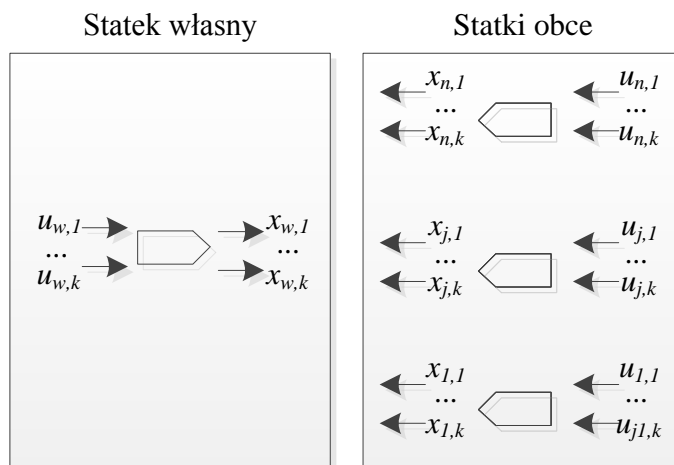 Statek własny
u_{w,1}
...
u_{w,k}
x_{w,1}
...
x_{w,k}
Statki obce
x_{n,1}
...
x_{n,k}
u_{n,1}
...
u_{n,k}
x_{j,1}
...
x_{j,k}
u_{j,1}
...
u_{j,k}
x_{1,1}
...
x_{1,k}
u_{1,1}
...
u_{j1,k}